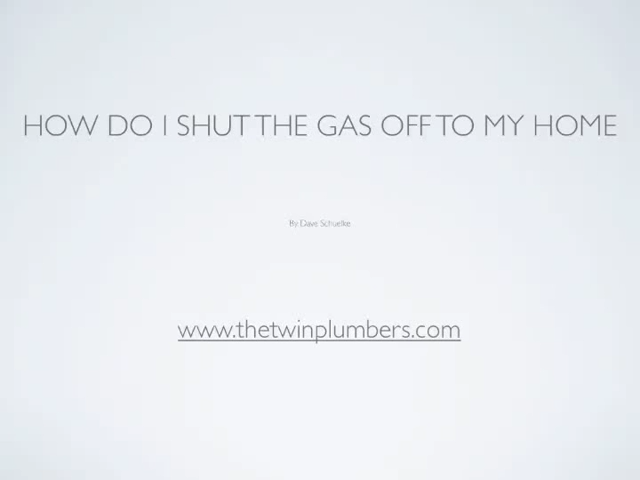 HOW DO I SHUT THE GAS OFF TO MY HOME
By Dave Schuelke
www.thetwinplumbers.com